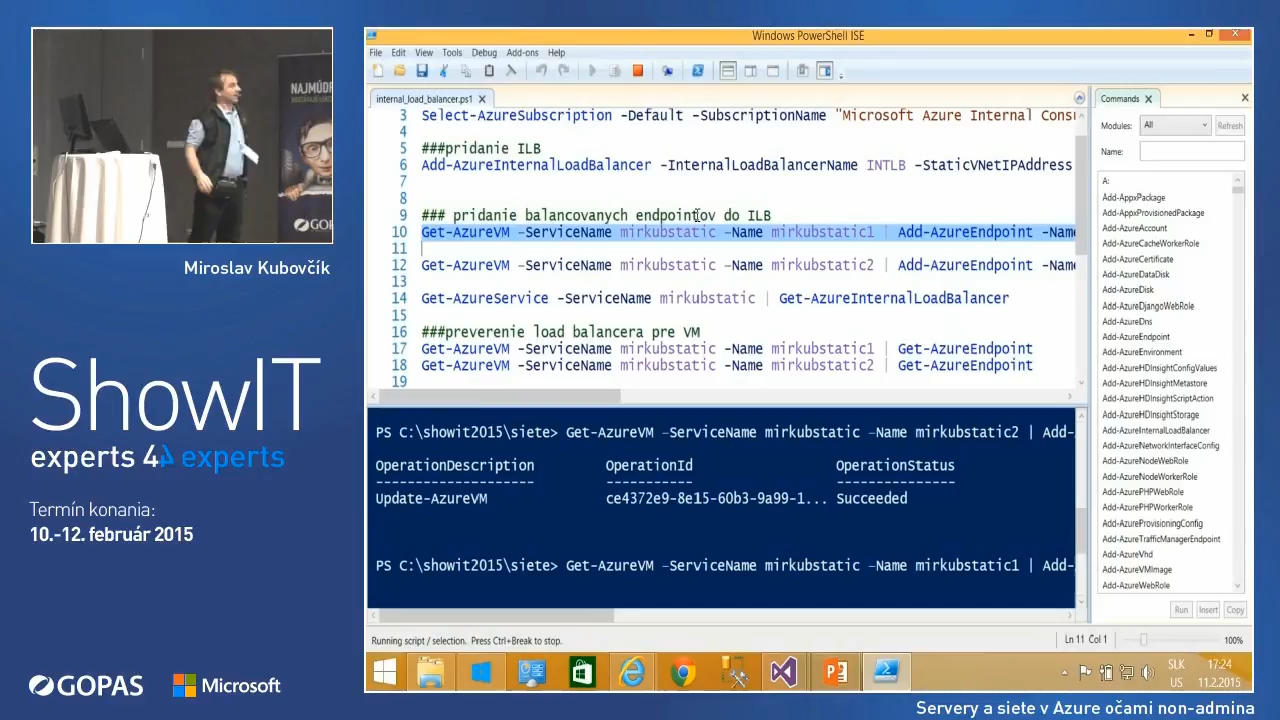 NAJMÚDR
GOPAS
Miroslav Kubovčík
ShowIT
experts 4 experts
Termín konania:
10.-12. február 2015
GOPAS
Microsoft
Windows PowerShell ISE
File Edit View Tools Debug Add-ons Help
internal_load_balancer.ps1
3 Select-AzureSubscription -Default -SubscriptionName "Microsoft Azure Internal Cons
4
5 ###pridanie ILB
6 Add-AzureInternalLoadBalancer -InternalLoadBalancerName INTLB -StaticVNetIPAddress
7
8
9 ### pridanie balancovanych endpointov do ILB
10 Get-AzureVM –ServiceName mirkubstatic –Name mirkubstatic1 | Add-AzureEndpoint -Name
11
12 Get-AzureVM –ServiceName mirkubstatic –Name mirkubstatic2 | Add-AzureEndpoint -Name
13
14 Get-AzureService -ServiceName mirkubstatic | Get-AzureInternalLoadBalancer
15
16 ###preverenie load balancera pre VM
17 Get-AzureVM –ServiceName mirkubstatic -Name mirkubstatic1 | Get-AzureEndpoint
18 Get-AzureVM –ServiceName mirkubstatic -Name mirkubstatic2 | Get-AzureEndpoint
19
PS C:\showit2015\siete> Get-AzureVM –ServiceName mirkubstatic –Name mirkubstatic2 | Add-
OperationDescription OperationId OperationStatus
-------------------- ----------- ---------------
Update-AzureVM ce4372e9-8e15-60b3-9a99-1... Succeeded
PS C:\showit2015\siete> Get-AzureVM –ServiceName mirkubstatic –Name mirkubstatic1 | Add-
Running script / selection. Press Ctrl+Break to stop.
Ln 11 Col 1
100%
Commands
Modules: All Refresh
Name:
A:
Add-AppxPackage
Add-AppxProvisionedPackage
Add-AzureAccount
Add-AzureCacheWorkerRole
Add-AzureCertificate
Add-AzureDataDisk
Add-AzureDisk
Add-AzureDjangoWebRole
Add-AzureDns
Add-AzureEndpoint
Add-AzureEnvironment
Add-AzureHDInsightConfigValues
Add-AzureHDInsightMetastore
Add-AzureHDInsightScriptAction
Add-AzureHDInsightStorage
Add-AzureInternalLoadBalancer
Add-AzureNetworkInterfaceConfig
Add-AzureNodeWebRole
Add-AzureNodeWorkerRole
Add-AzurePHPWebRole
Add-AzurePHPWorkerRole
Add-AzureProvisioningConfig
Add-AzureTrafficManagerEndpoint
Add-AzureVhd
Add-AzureVMImage
Add-AzureWebRole
Run Insert Copy
SLK
US
17:24
11.2.2015
Servery a siete v Azure očami non-admina